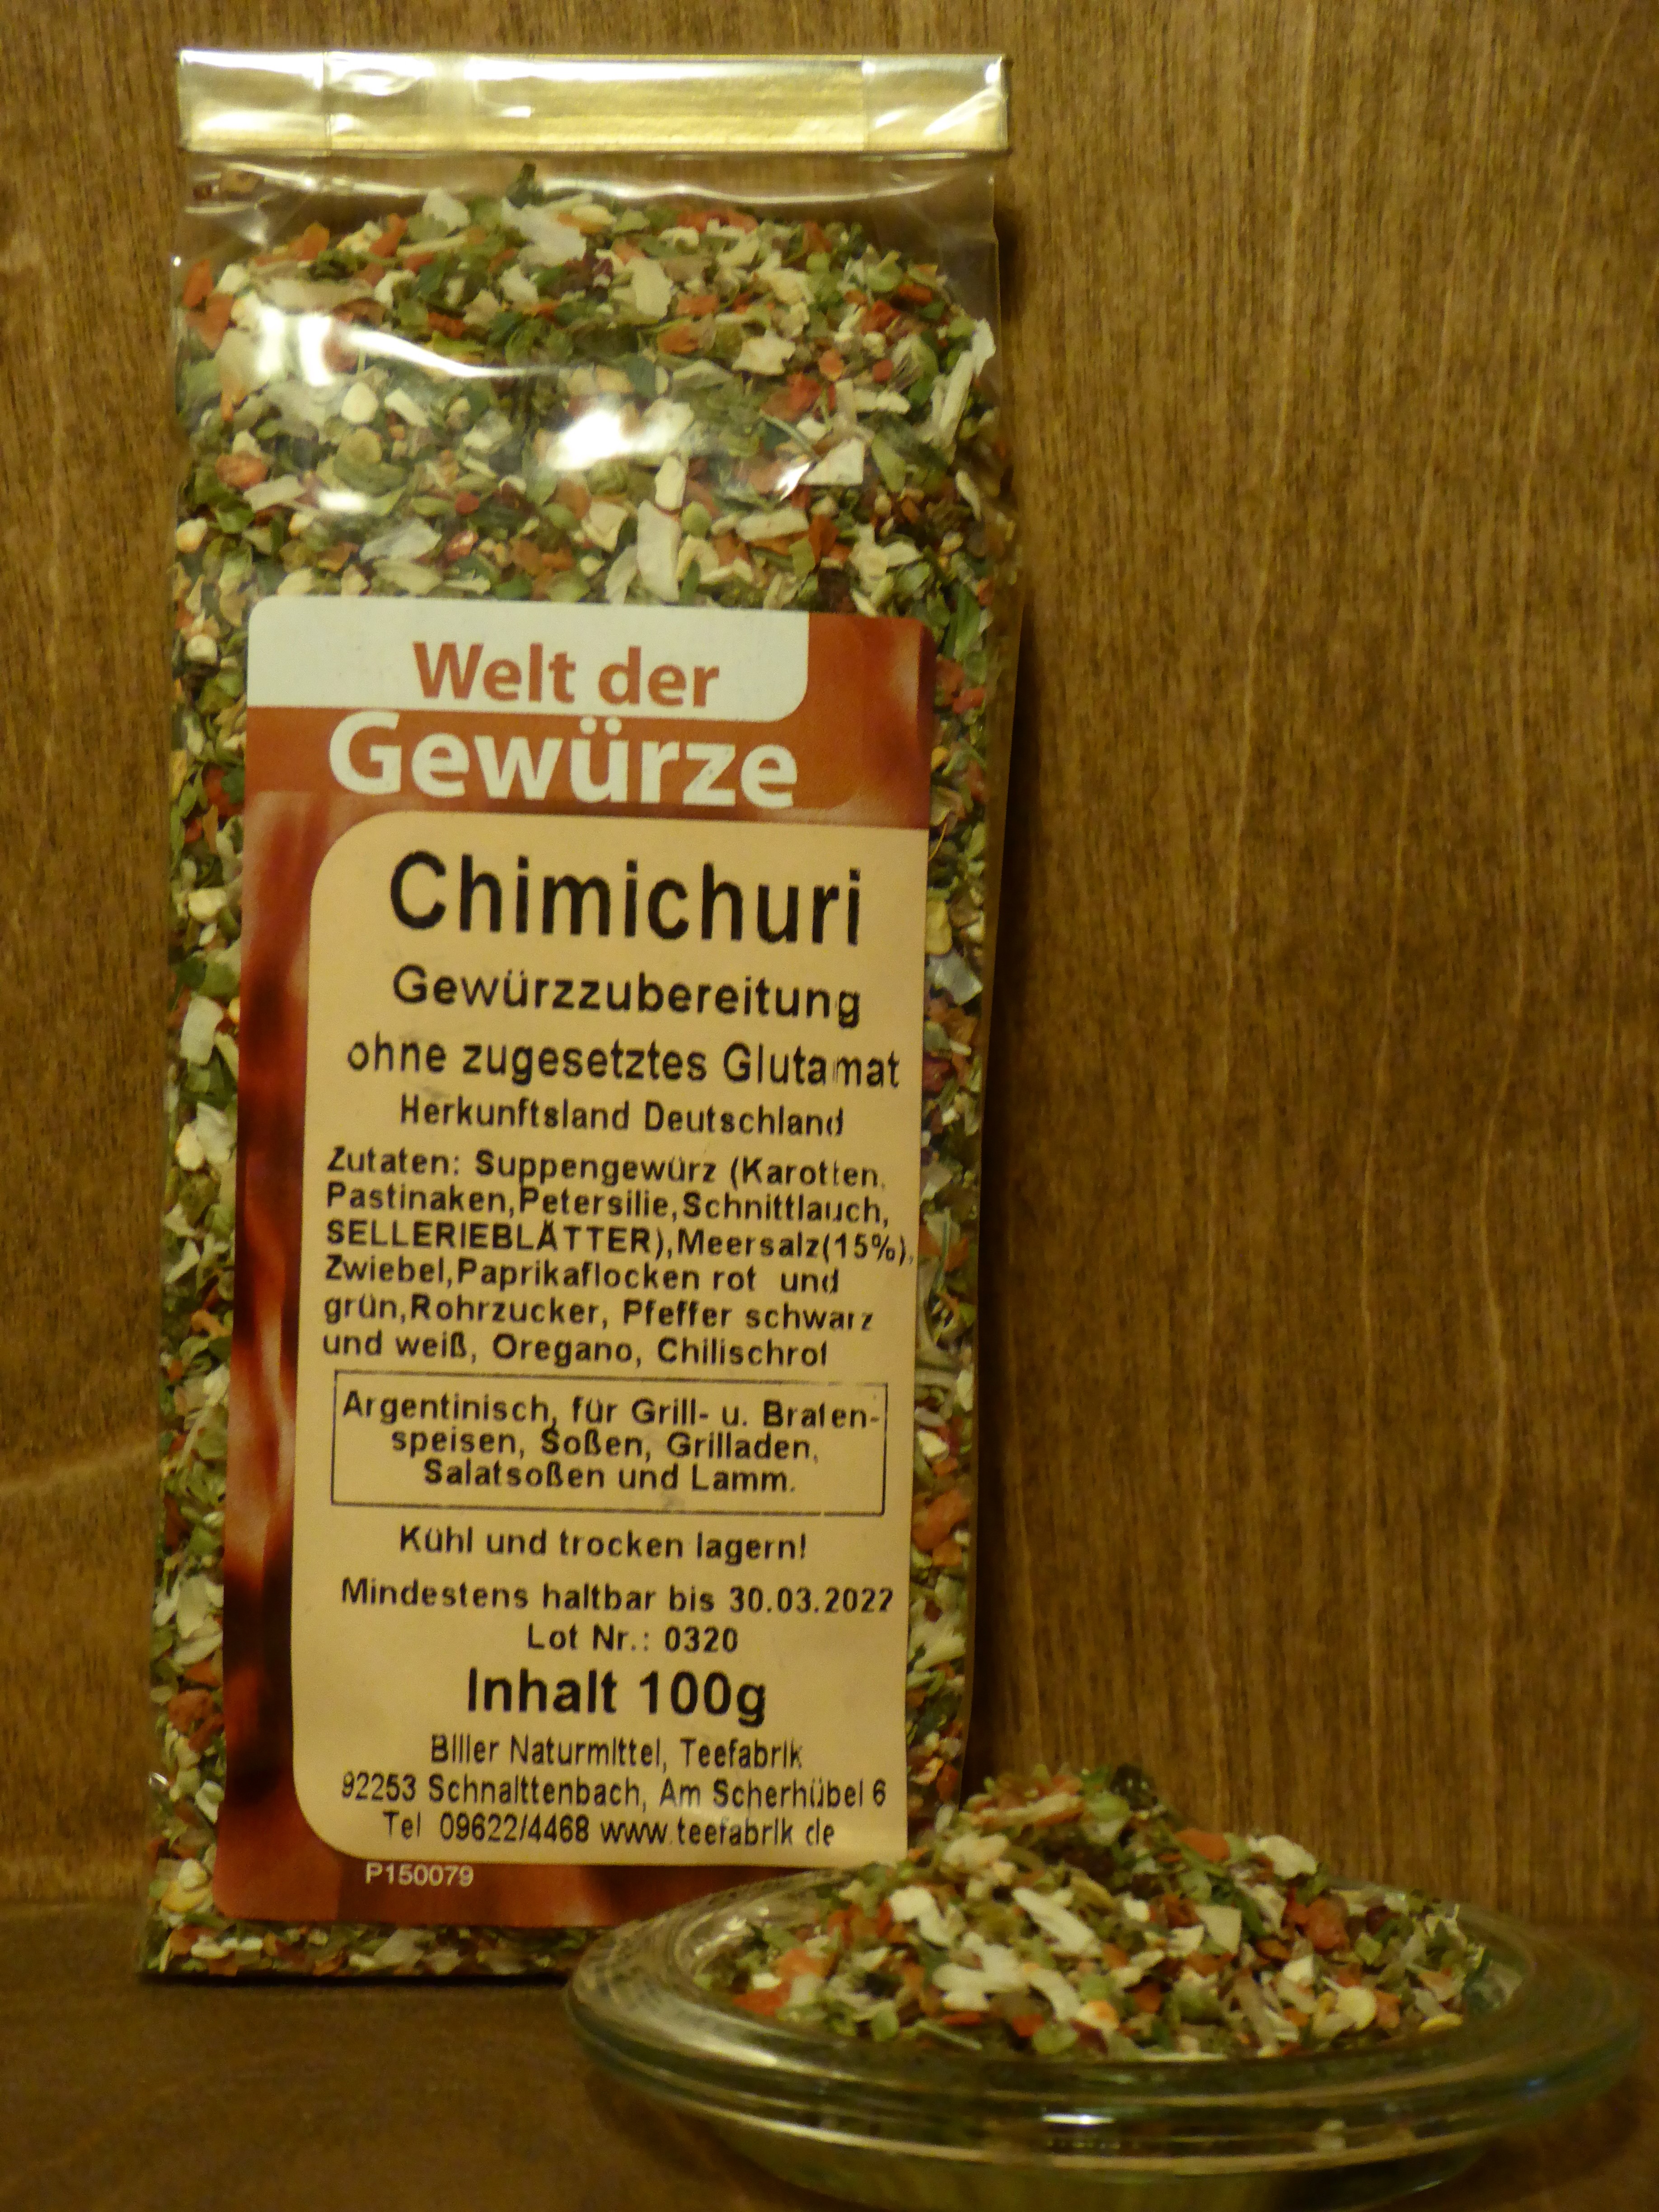 Welt der
Gewürze
Chimichuri
Gewürzzubereitung
ohne zugesetztes Glutamat
Herkunftsland Deutschland
Zutaten: Suppengewürz (Karotten,
Pastinaken,Petersilie,Schnittlauch,
SELLERIEBLÄTTER),Meersalz(15%),
Zwiebel,Paprikaflocken rot und
grün,Rohrzucker, Pfeffer schwarz
und weiß, Oregano, Chilischrot
Argentinisch, für Grill- u. Braten-
speisen, Soßen, Grilladen,
Salatsoßen und Lamm.
Kühl und trocken lagern!
Mindestens haltbar bis 30.03.2022
Lot Nr.: 0320
Inhalt 100g
Biller Naturmittel, Teefabrik
92253 Schnaittenbach, Am Scherhübel 6
Tel 09622/4468 www.teefabrik.de
P150079